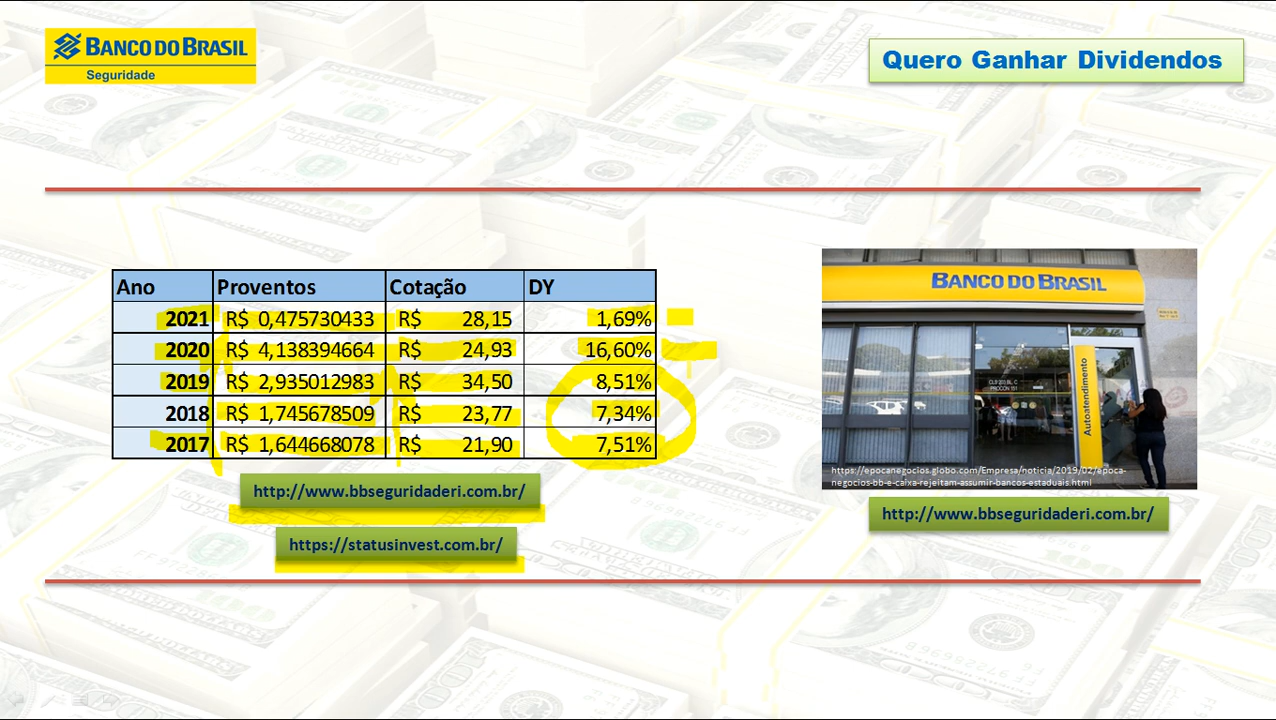 BANCO DO BRASIL
Seguridade
Quero Ganhar Dividendos
Ano Proventos Cotação DY
2021 R$ 0,475730433 R$ 28,15 1,69%
2020 R$ 4,138394664 R$ 24,93 16,60%
2019 R$ 2,935012983 R$ 34,50 8,51%
2018 R$ 1,745678509 R$ 23,77 7,34%
2017 R$ 1,644668078 R$ 21,90 7,51%
http://www.bbseguridaderi.com.br/
https://statusinvest.com.br/
BANCO DO BRASIL
Autoatendimento
https://epocanegocios.globo.com/Empresa/noticia/2019/02/epoca-
negocios-bb-e-caixa-rejeitam-assumir-bancos-estaduais.html
http://www.bbseguridaderi.com.br/